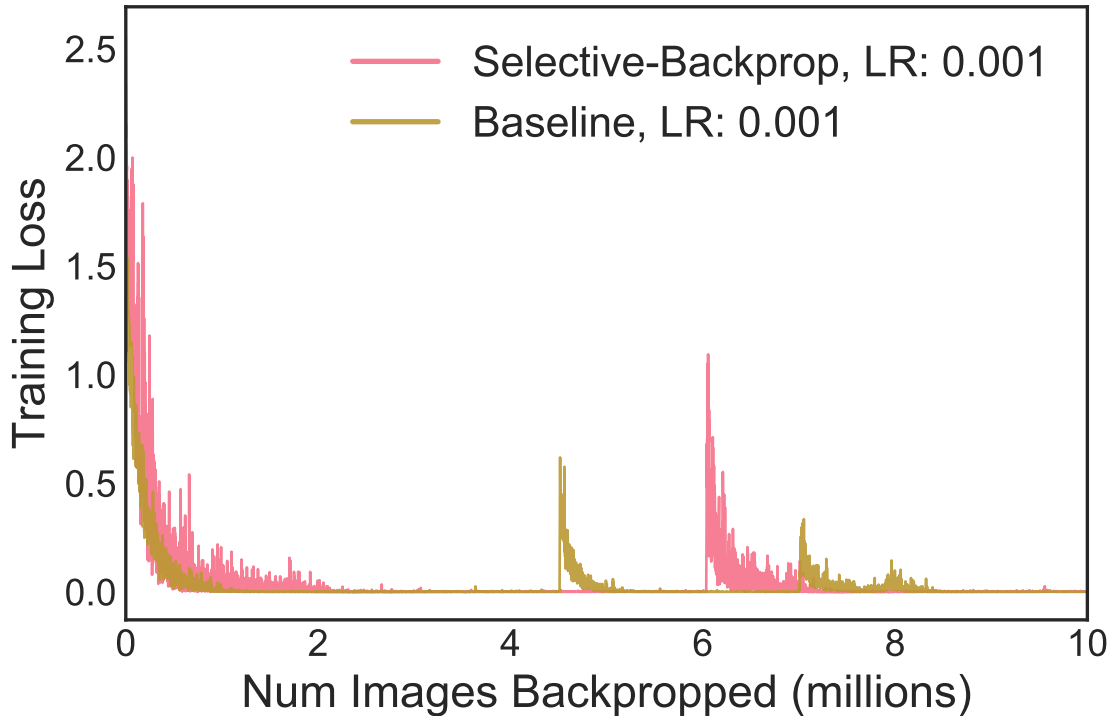 2.5
2.0
1.5
1.0
0.5
0.0
Training Loss
Selective-Backprop, LR: 0.001
Baseline, LR: 0.001
0 2 4 6 8 10
Num Images Backpropped (millions)